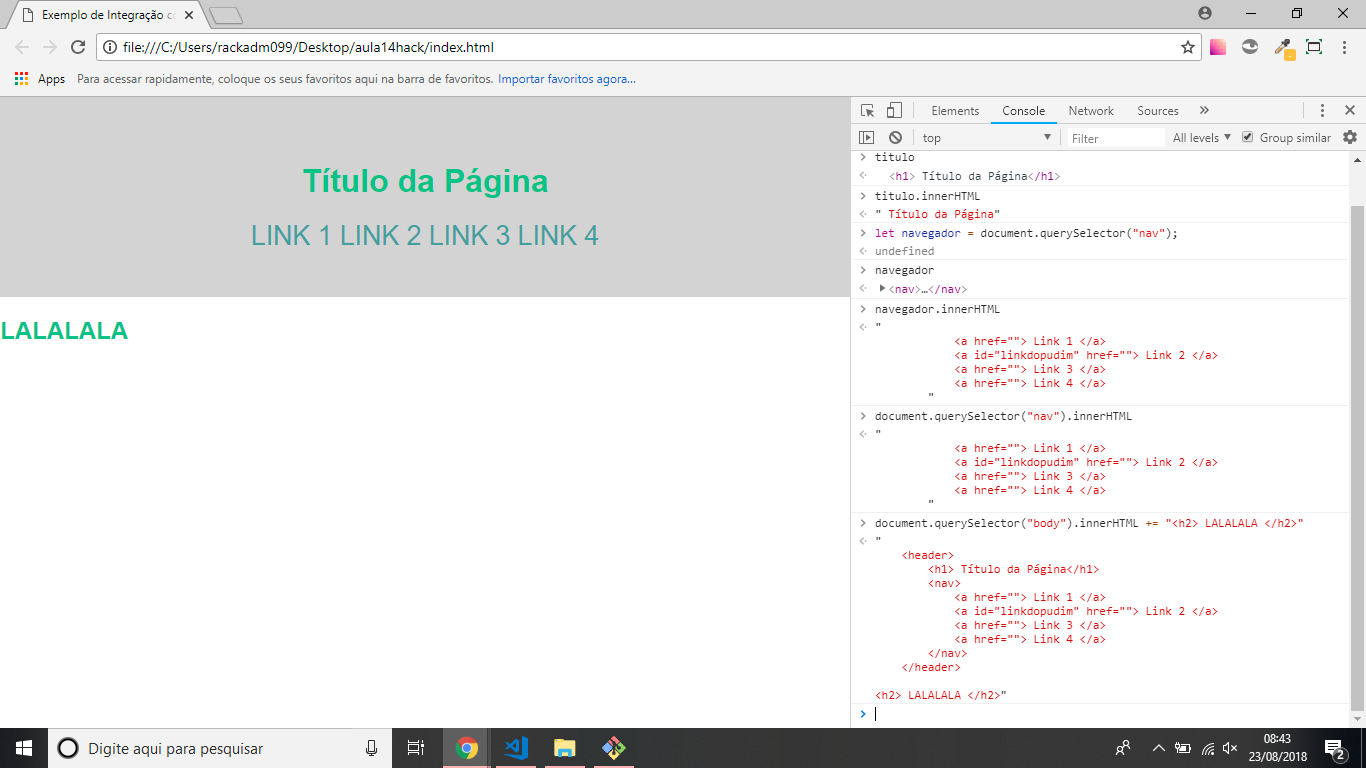 Exemplo de Integração co
file:///C:/Users/rackadm099/Desktop/aula14hack/index.html
Apps Para acessar rapidamente, coloque os seus favoritos aqui na barra de favoritos. Importar favoritos agora...
Título da Página
LINK 1 LINK 2 LINK 3 LINK 4
LALALALA
Elements Console Network Sources »
top Filter All levels Group similar
titulo
<h1> Título da Página</h1>
titulo.innerHTML
" Título da Página"
let navegador = document.querySelector("nav");
undefined
navegador
<nav>…</nav>
navegador.innerHTML
"
<a href=""> Link 1 </a>
<a id="linkdopudim" href=""> Link 2 </a>
<a href=""> Link 3 </a>
<a href=""> Link 4 </a>
"
document.querySelector("nav").innerHTML
"
<a href=""> Link 1 </a>
<a id="linkdopudim" href=""> Link 2 </a>
<a href=""> Link 3 </a>
<a href=""> Link 4 </a>
"
document.querySelector("body").innerHTML += "<h2> LALALALA </h2>"
"
<header>
<h1> Título da Página</h1>
<nav>
<a href=""> Link 1 </a>
<a id="linkdopudim" href=""> Link 2 </a>
<a href=""> Link 3 </a>
<a href=""> Link 4 </a>
</nav>
</header>
<h2> LALALALA </h2>"
Digite aqui para pesquisar
08:43
23/08/2018
2